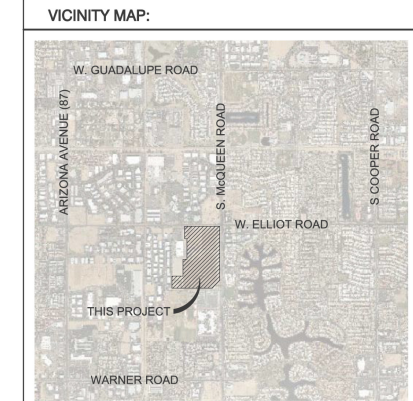 VICINITY MAP:
W. GUADALUPE ROAD
ARIZONA AVENUE (87)
S. McQUEEN ROAD
S COOPER ROAD
W. ELLIOT ROAD
THIS PROJECT
WARNER ROAD